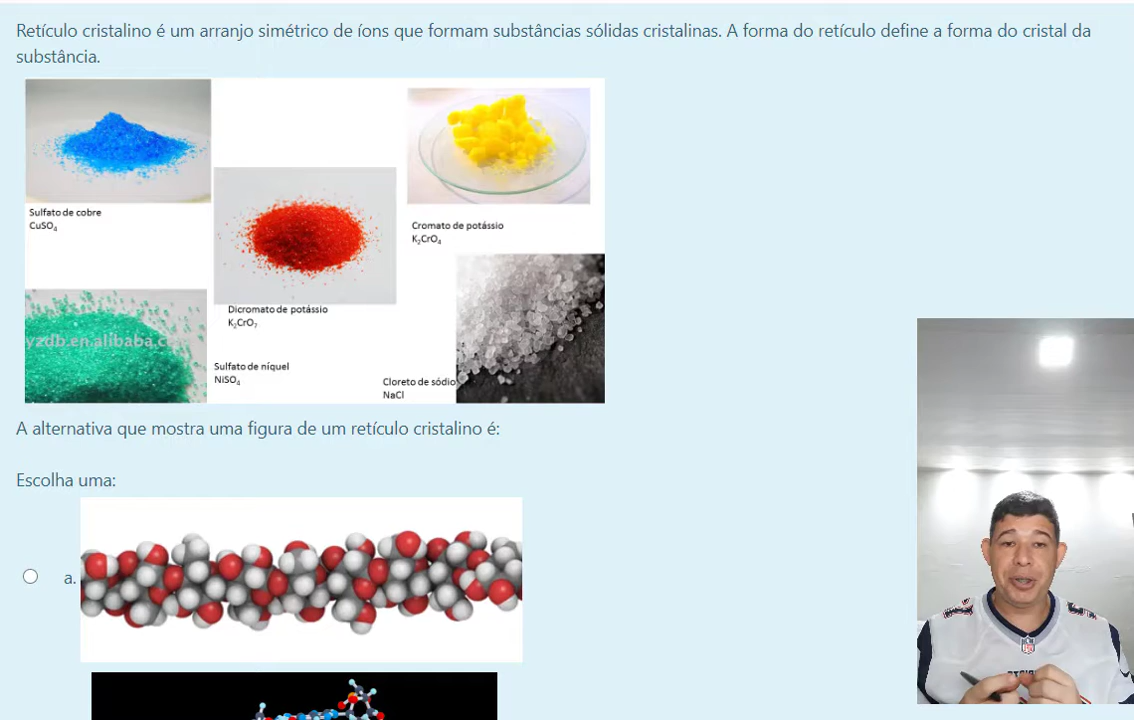 Retículo cristalino é um arranjo simétrico de íons que formam substâncias sólidas cristalinas. A forma do retículo define a forma do cristal da
substância.
Sulfato de cobre
CuSO₄
Cromato de potássio
K₂CrO₄
Dicromato de potássio
K₂CrO₇
yzdb.en.alibaba.c
Sulfato de níquel
NiSO₄
Cloreto de sódio
NaCl
A alternativa que mostra uma figura de um retículo cristalino é:
Escolha uma:
a.